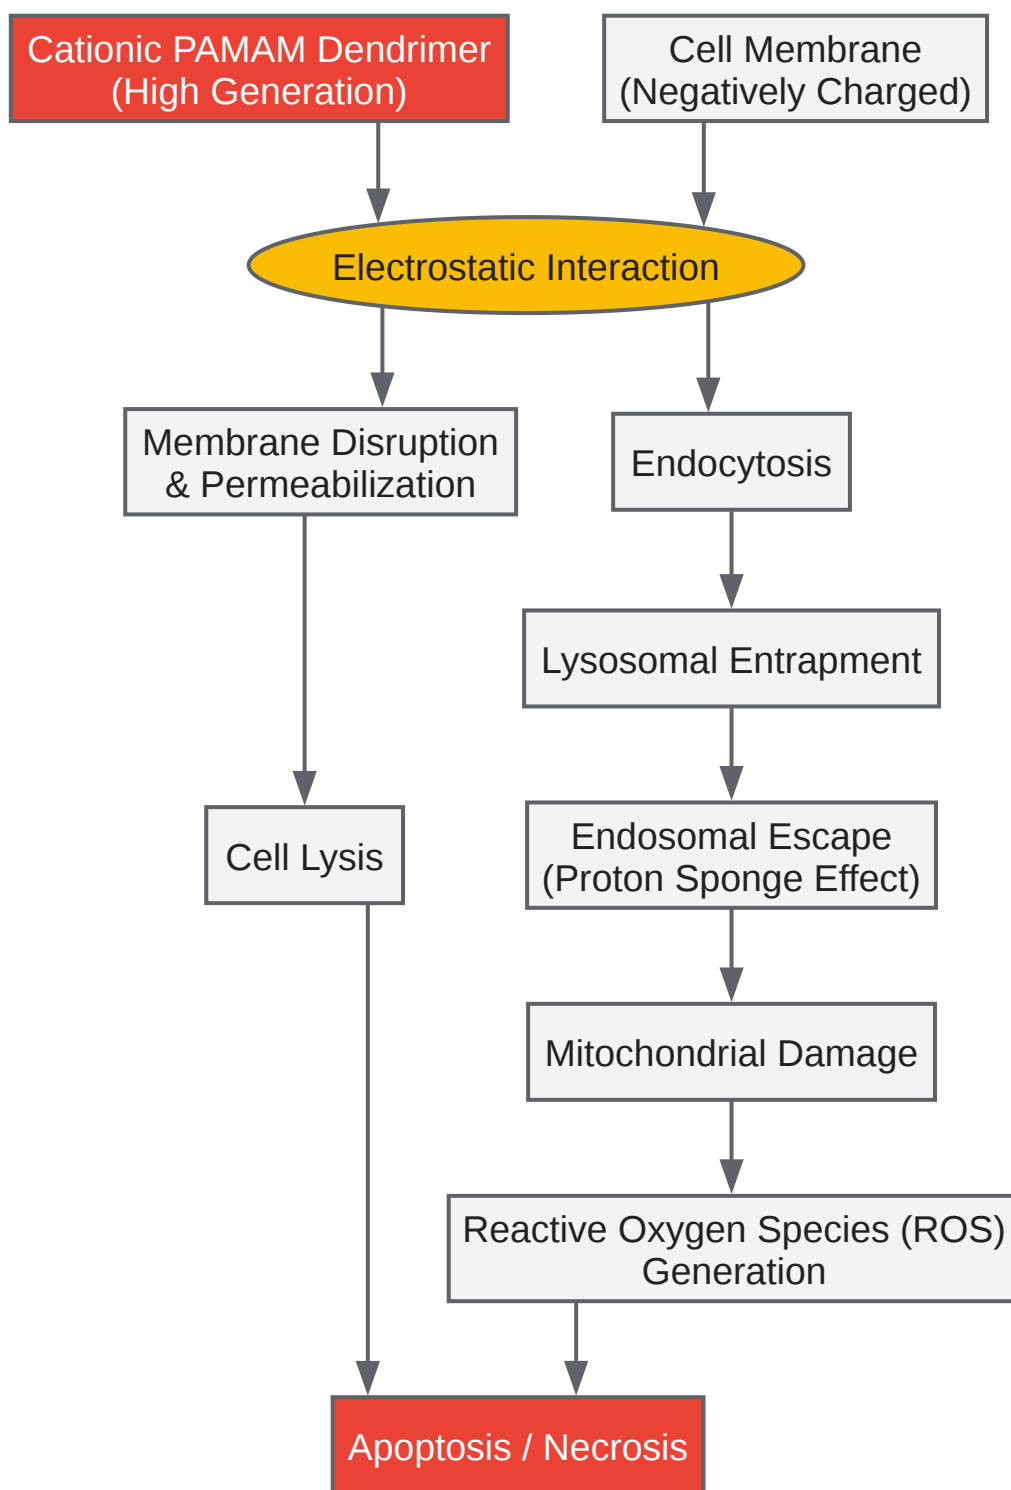 Cationic PAMAM Dendrimer
(High Generation)
Cell Membrane
(Negatively Charged)
Electrostatic Interaction
Membrane Disruption
& Permeabilization
Endocytosis
Lysosomal Entrapment
Cell Lysis
Endosomal Escape
(Proton Sponge Effect)
Mitochondrial Damage
Reactive Oxygen Species (ROS)
Generation
Apoptosis / Necrosis